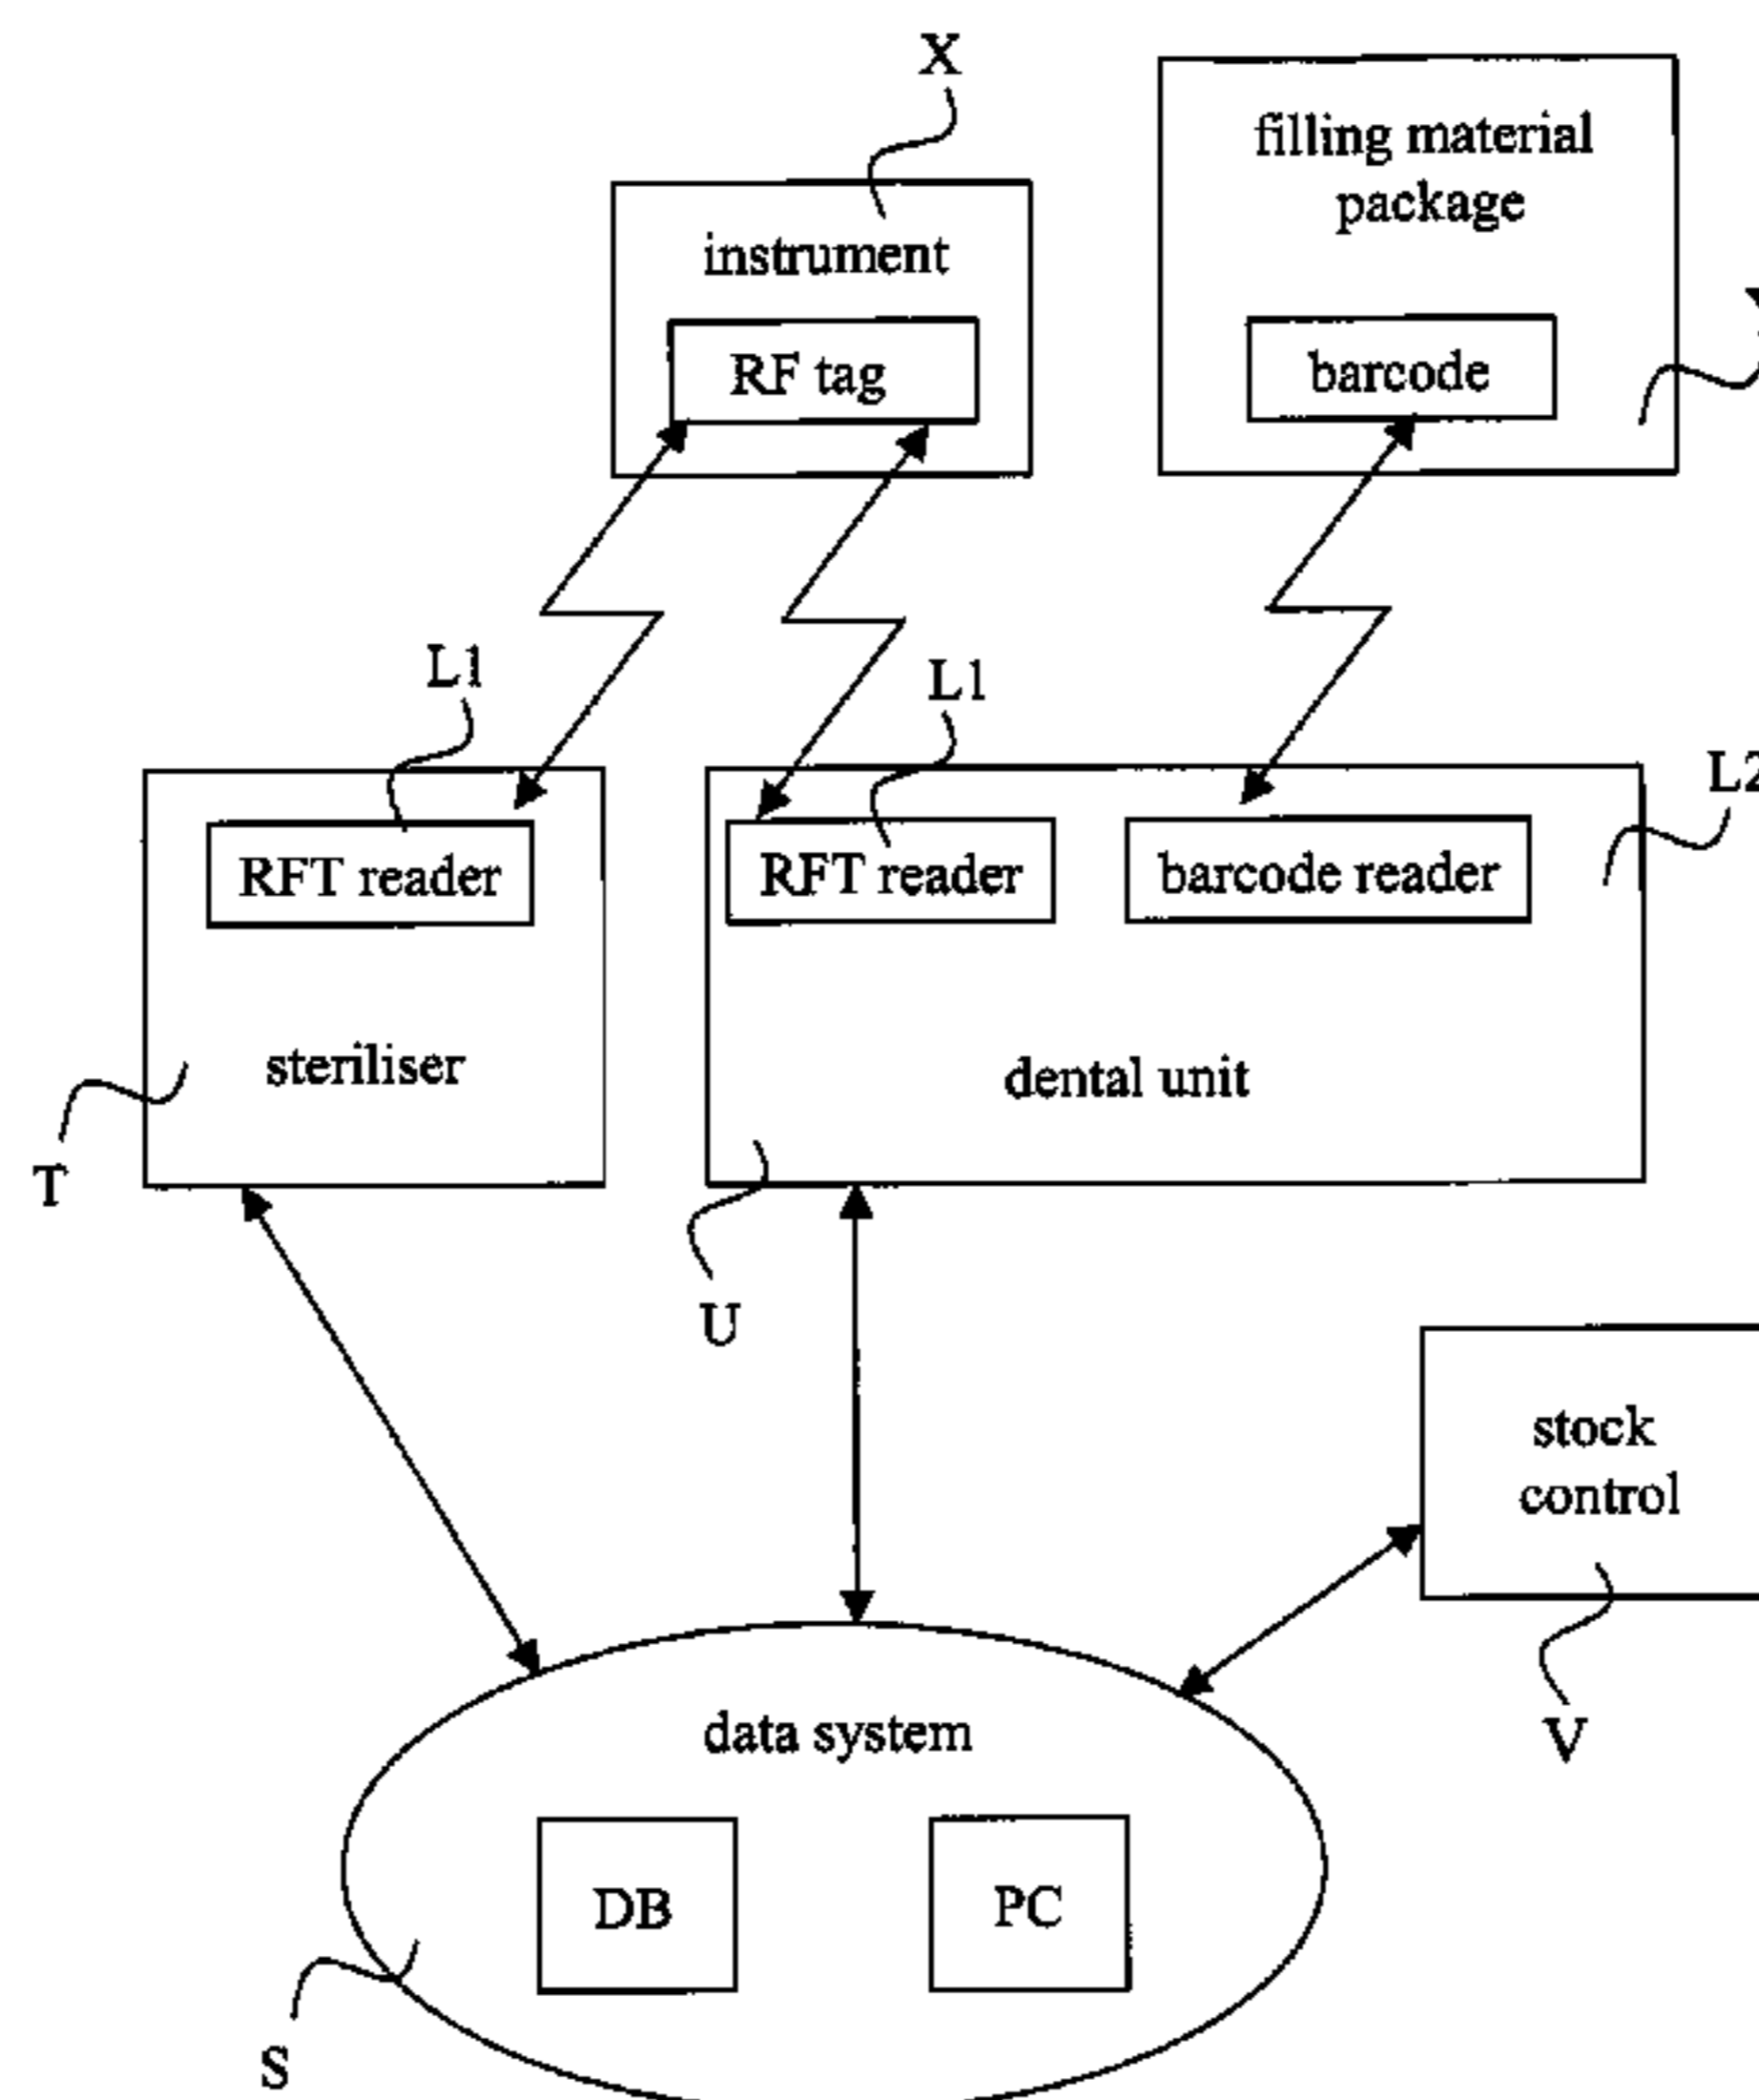 X
filling material
package
instrument
RF tag
barcode
L1
L1
L2
RFT reader
RFT reader
barcode reader
steriliser
dental unit
T
U
stock
control
V
data system
DB
PC
S